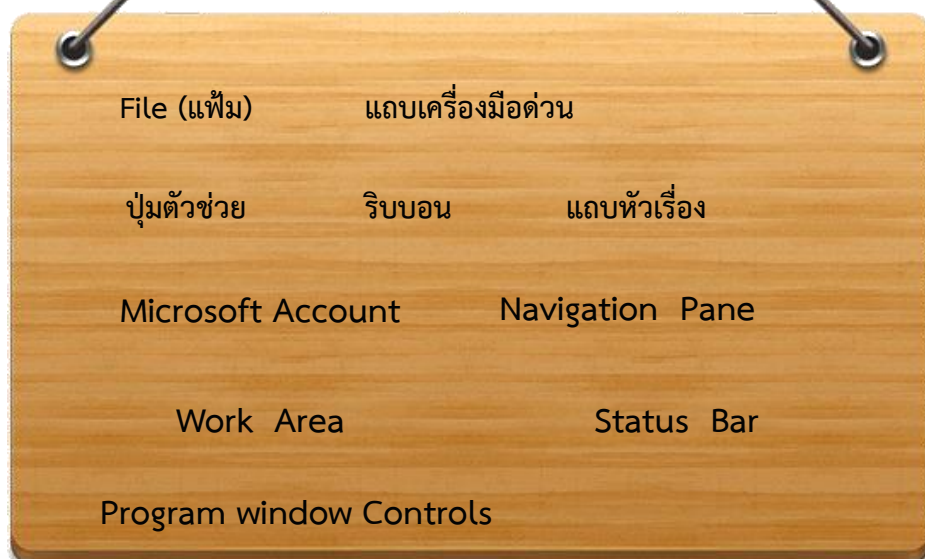 File (แฟ้ม) แถบเครื่องมือด่วน
ปุ่มตัวช่วย ริบบอน แถบหัวเรื่อง
Microsoft Account Navigation Pane
Work Area Status Bar
Program window Controls